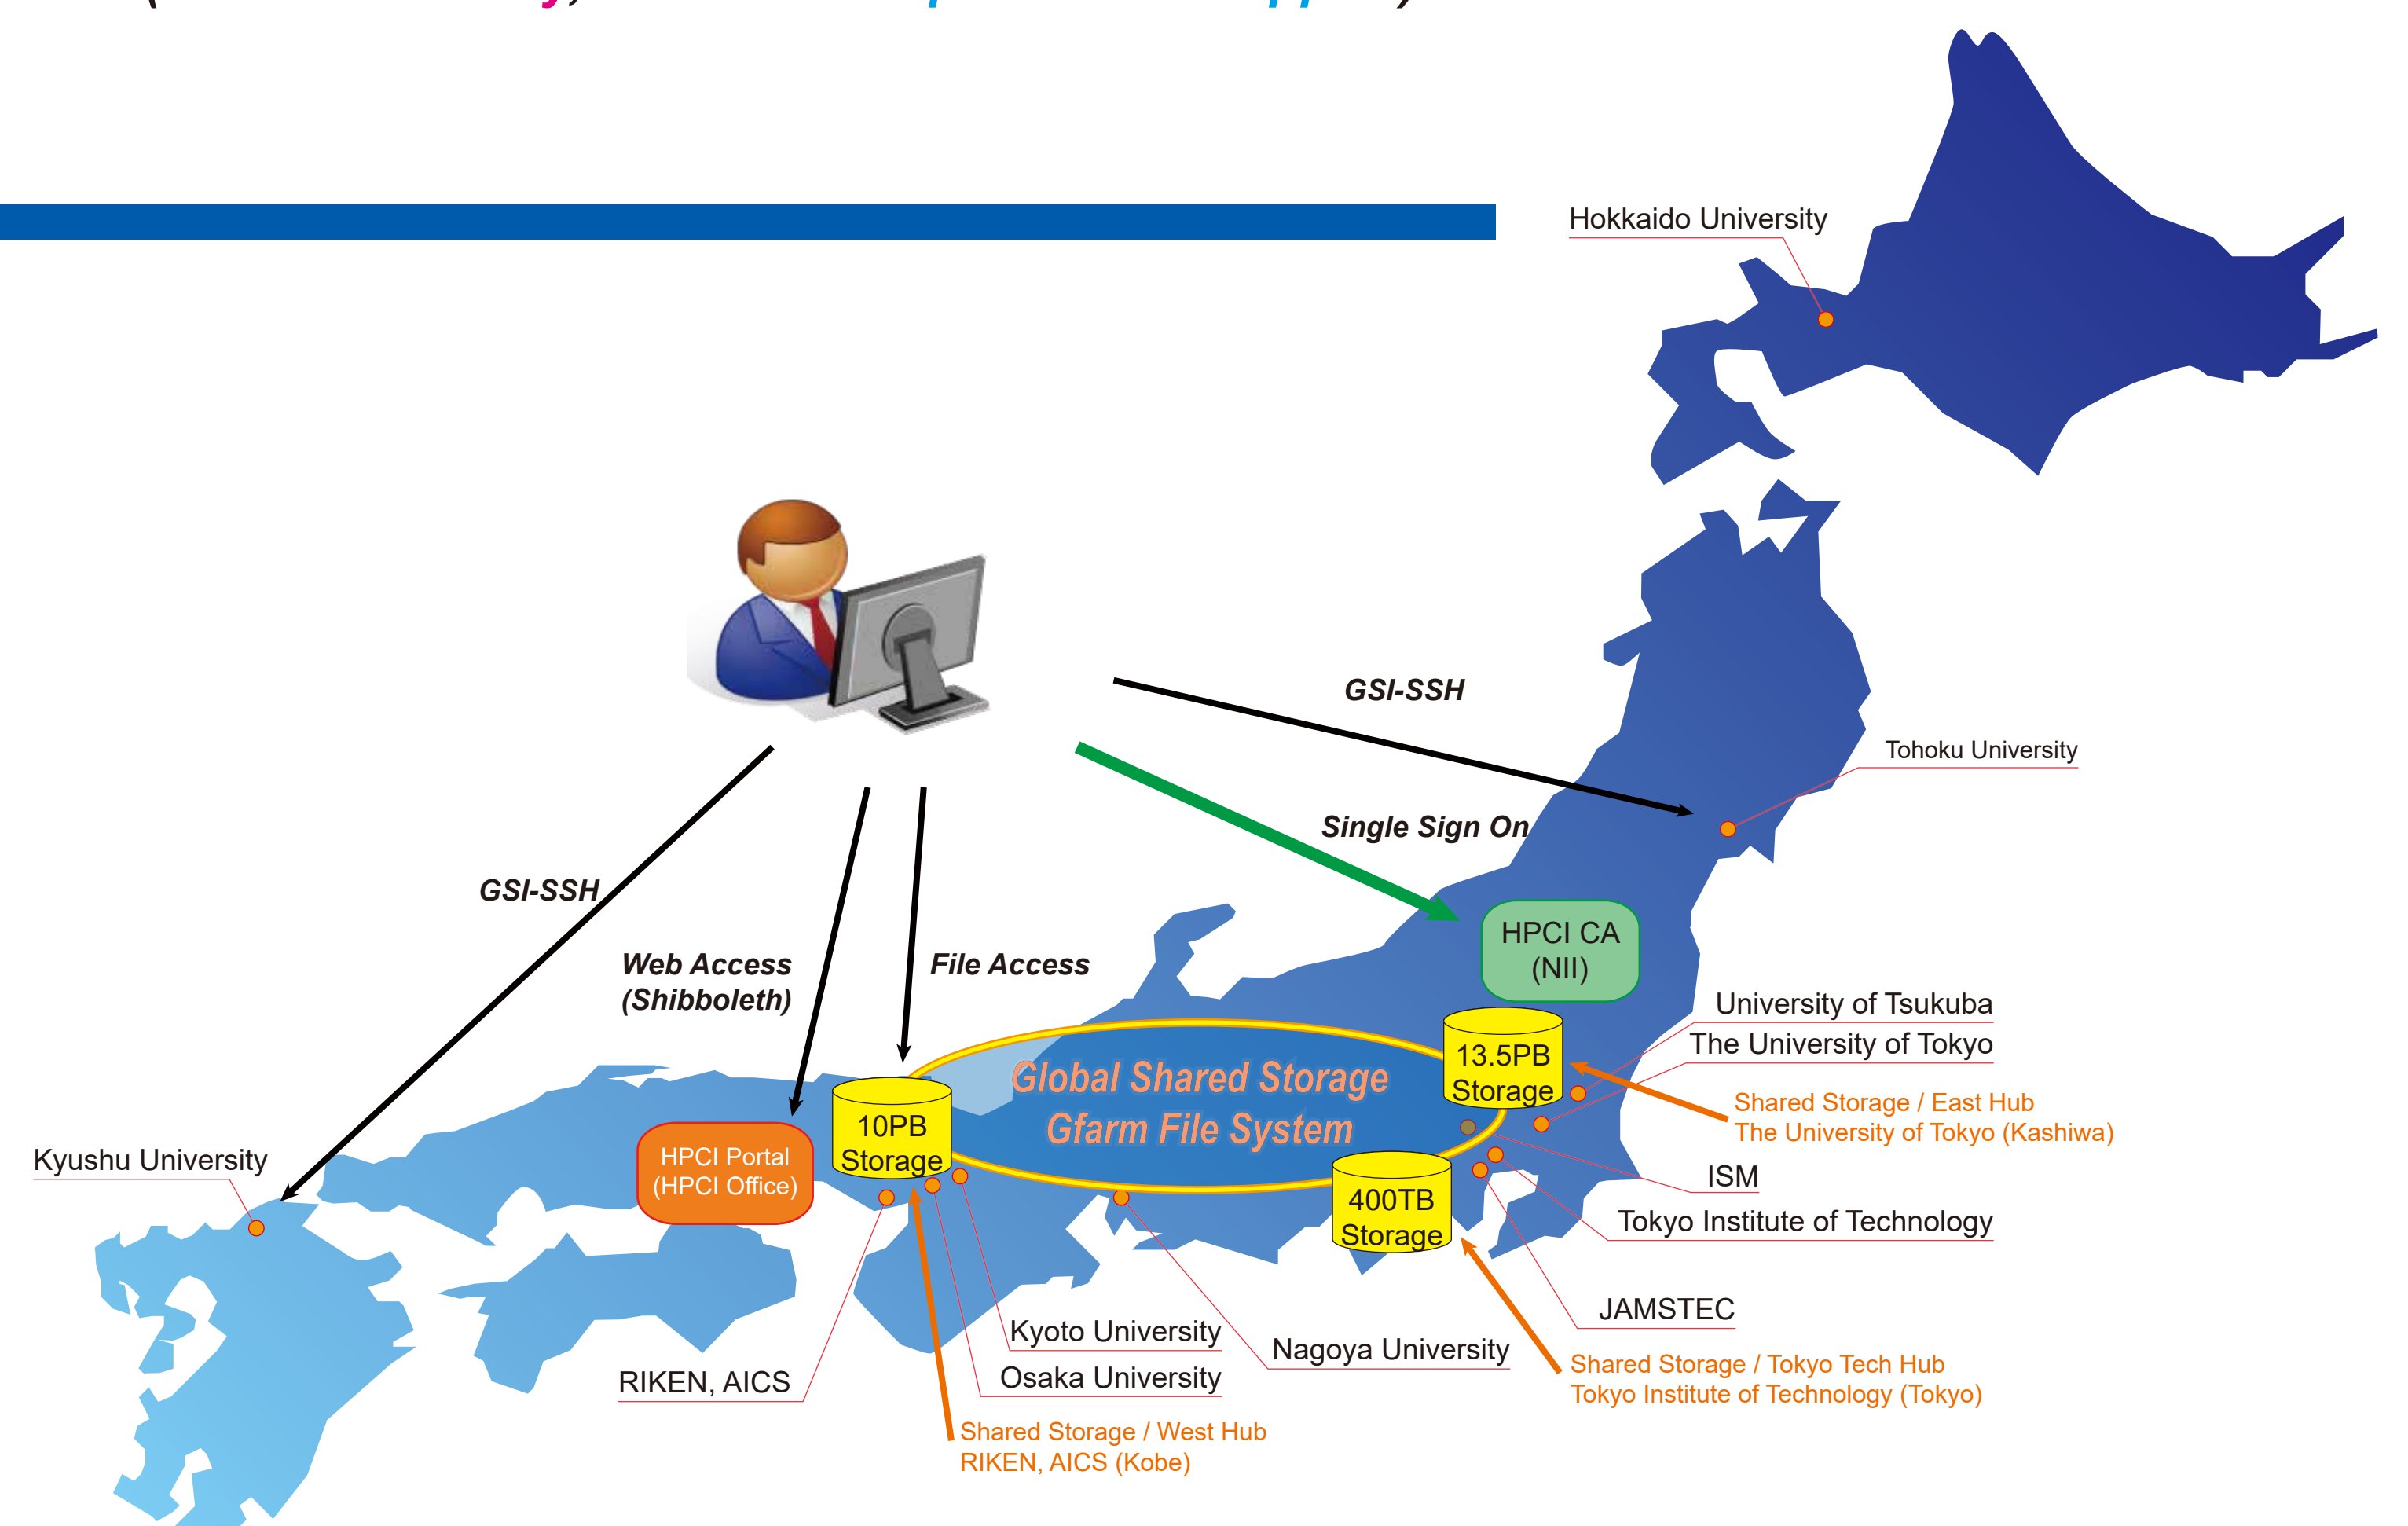 Hokkaido University
GSI-SSH
Tohoku University
Single Sign On
GSI-SSH
HPCI CA
(NII)
Web Access
(Shibboleth)
File Access
University of Tsukuba
The University of Tokyo
13.5PB
Storage
Global Shared Storage
Gfarm File System
Shared Storage / East Hub
The University of Tokyo (Kashiwa)
10PB
Storage
HPCI Portal
(HPCI Office)
Kyushu University
ISM
400TB
Storage
Tokyo Institute of Technology
JAMSTEC
Kyoto University
Nagoya University
Osaka University
RIKEN, AICS
Shared Storage / Tokyo Tech Hub
Tokyo Institute of Technology (Tokyo)
Shared Storage / West Hub
RIKEN, AICS (Kobe)